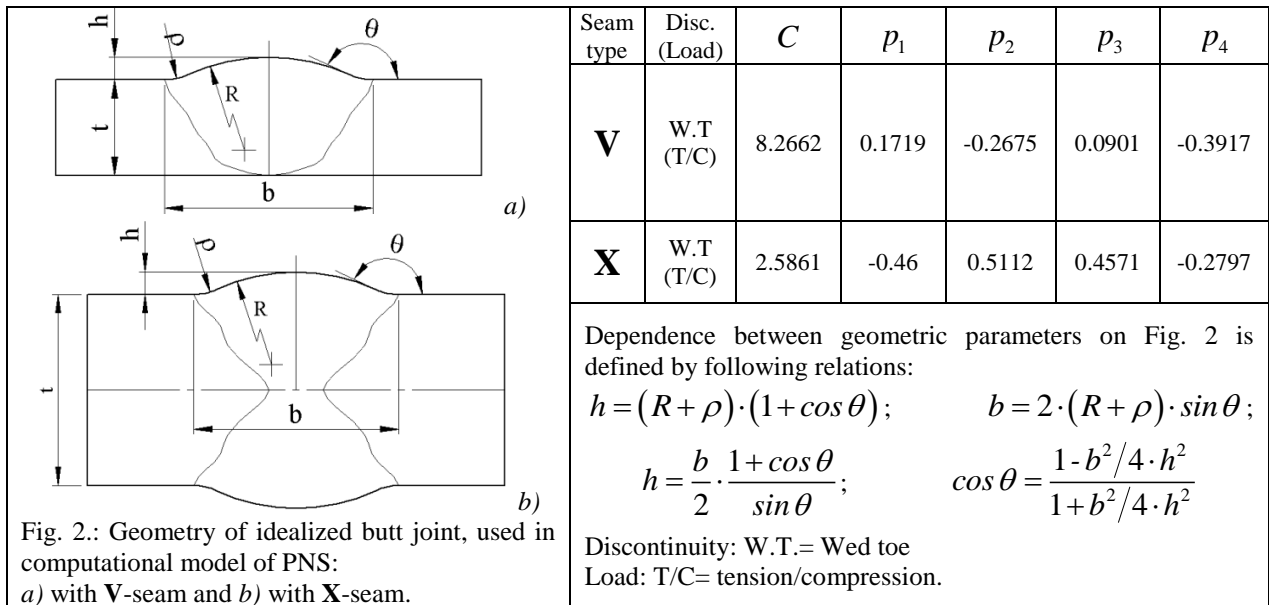 h
ρ
θ
R
t
b
a)
h
ρ
θ
R
t
b
b)
Fig. 2.: Geometry of idealized butt joint, used in
computational model of PNS:
a) with V-seam and b) with X-seam.
Seam type Disc. (Load) C p₁ p₂ p₃ p₄
V W.T (T/C) 8.2662 0.1719 -0.2675 0.0901 -0.3917
X W.T (T/C) 2.5861 -0.46 0.5112 0.4571 -0.2797
Dependence between geometric parameters on Fig. 2 is
defined by following relations:
h = (R + ρ)·(1 + cos θ); b = 2·(R + ρ)·sin θ;
h = b/2 · (1 + cos θ)/sin θ; cos θ = (1 - b²/4·h²)/(1 + b²/4·h²)
Discontinuity: W.T.= Wed toe
Load: T/C= tension/compression.